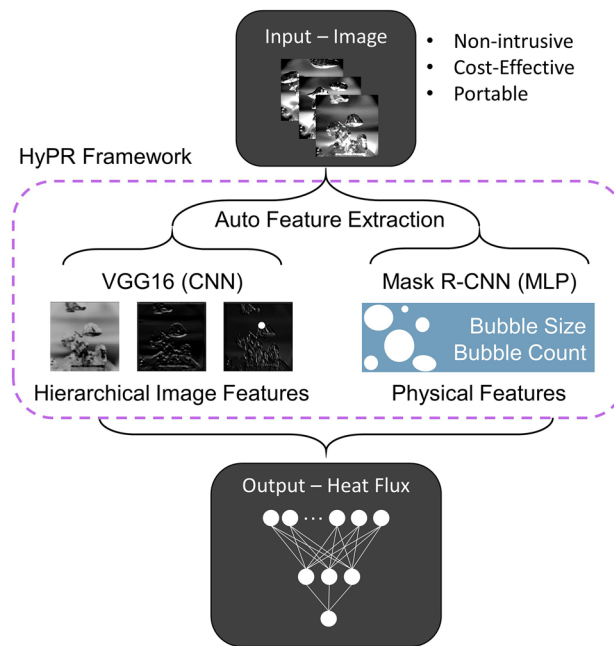 Input – Image
• Non-intrusive
• Cost-Effective
• Portable
HyPR Framework
Auto Feature Extraction
VGG16 (CNN)
Mask R-CNN (MLP)
Bubble Size
Bubble Count
Hierarchical Image Features
Physical Features
Output – Heat Flux
...